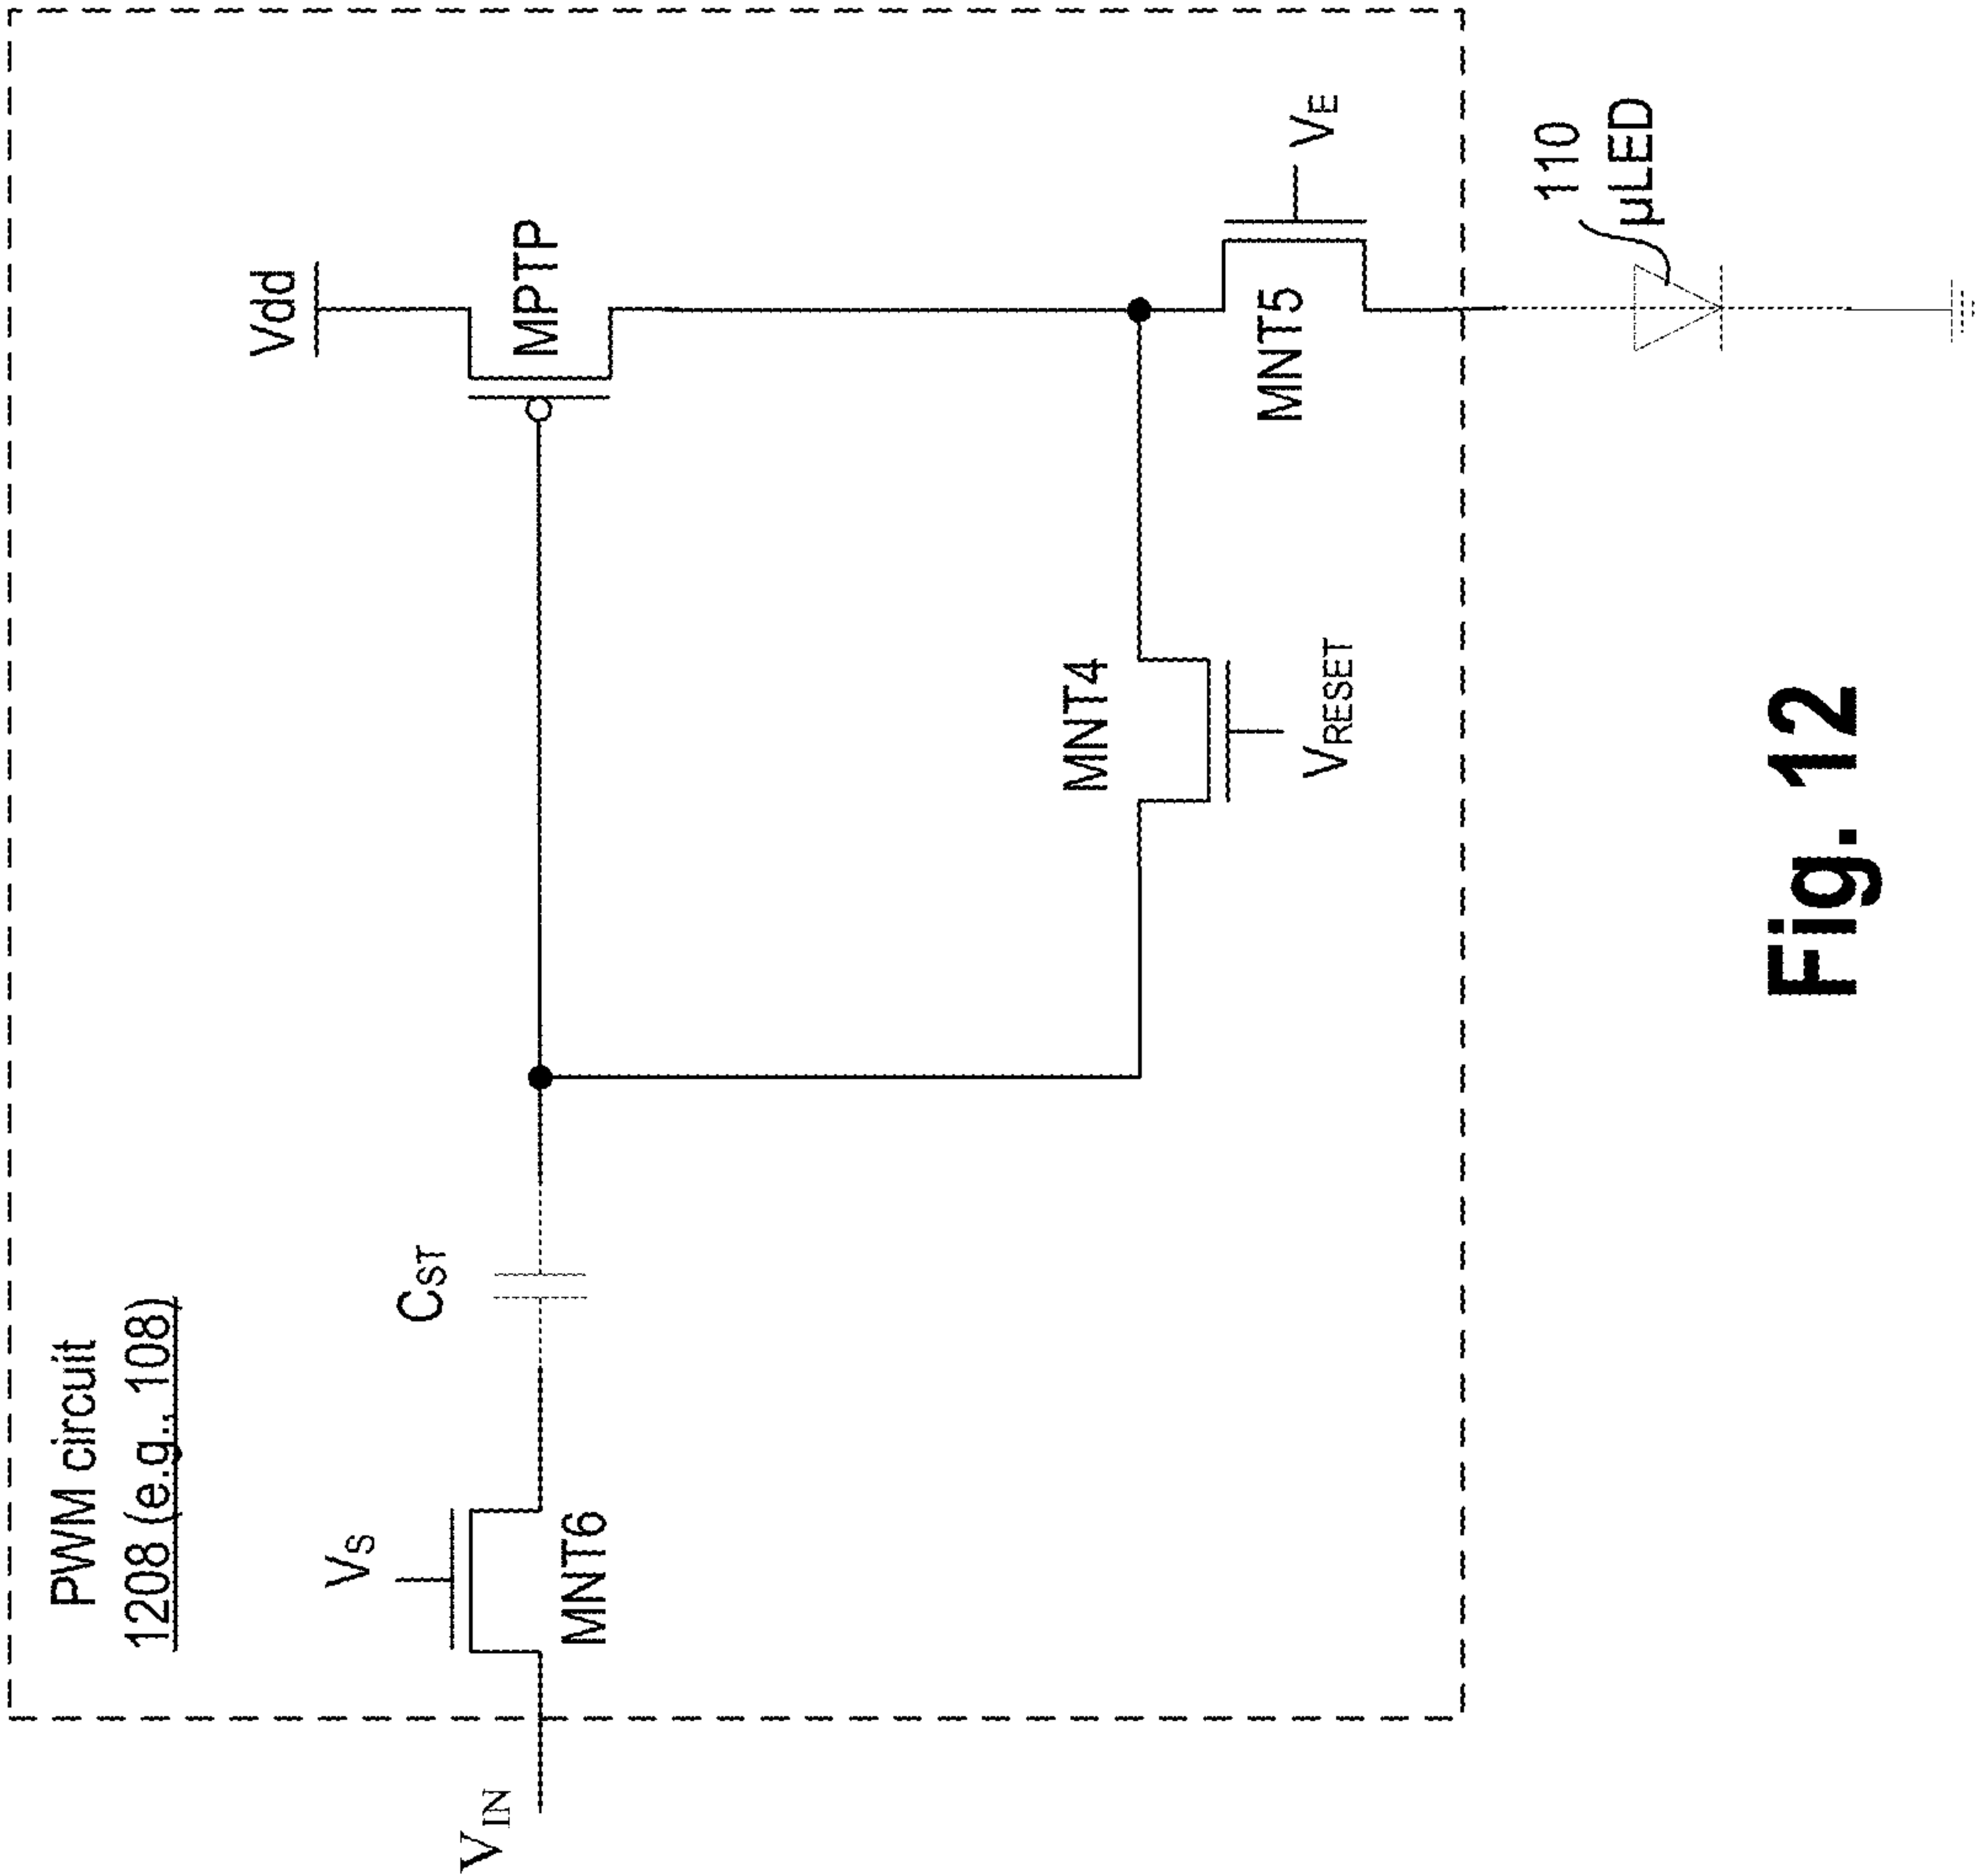 PWM circuit
1208 (e.g., 108)
Vdd
MPTP
VS
CST
VIN
MNT6
MNT4
VRESET
MNT5
VE
110
µLED
Fig. 12